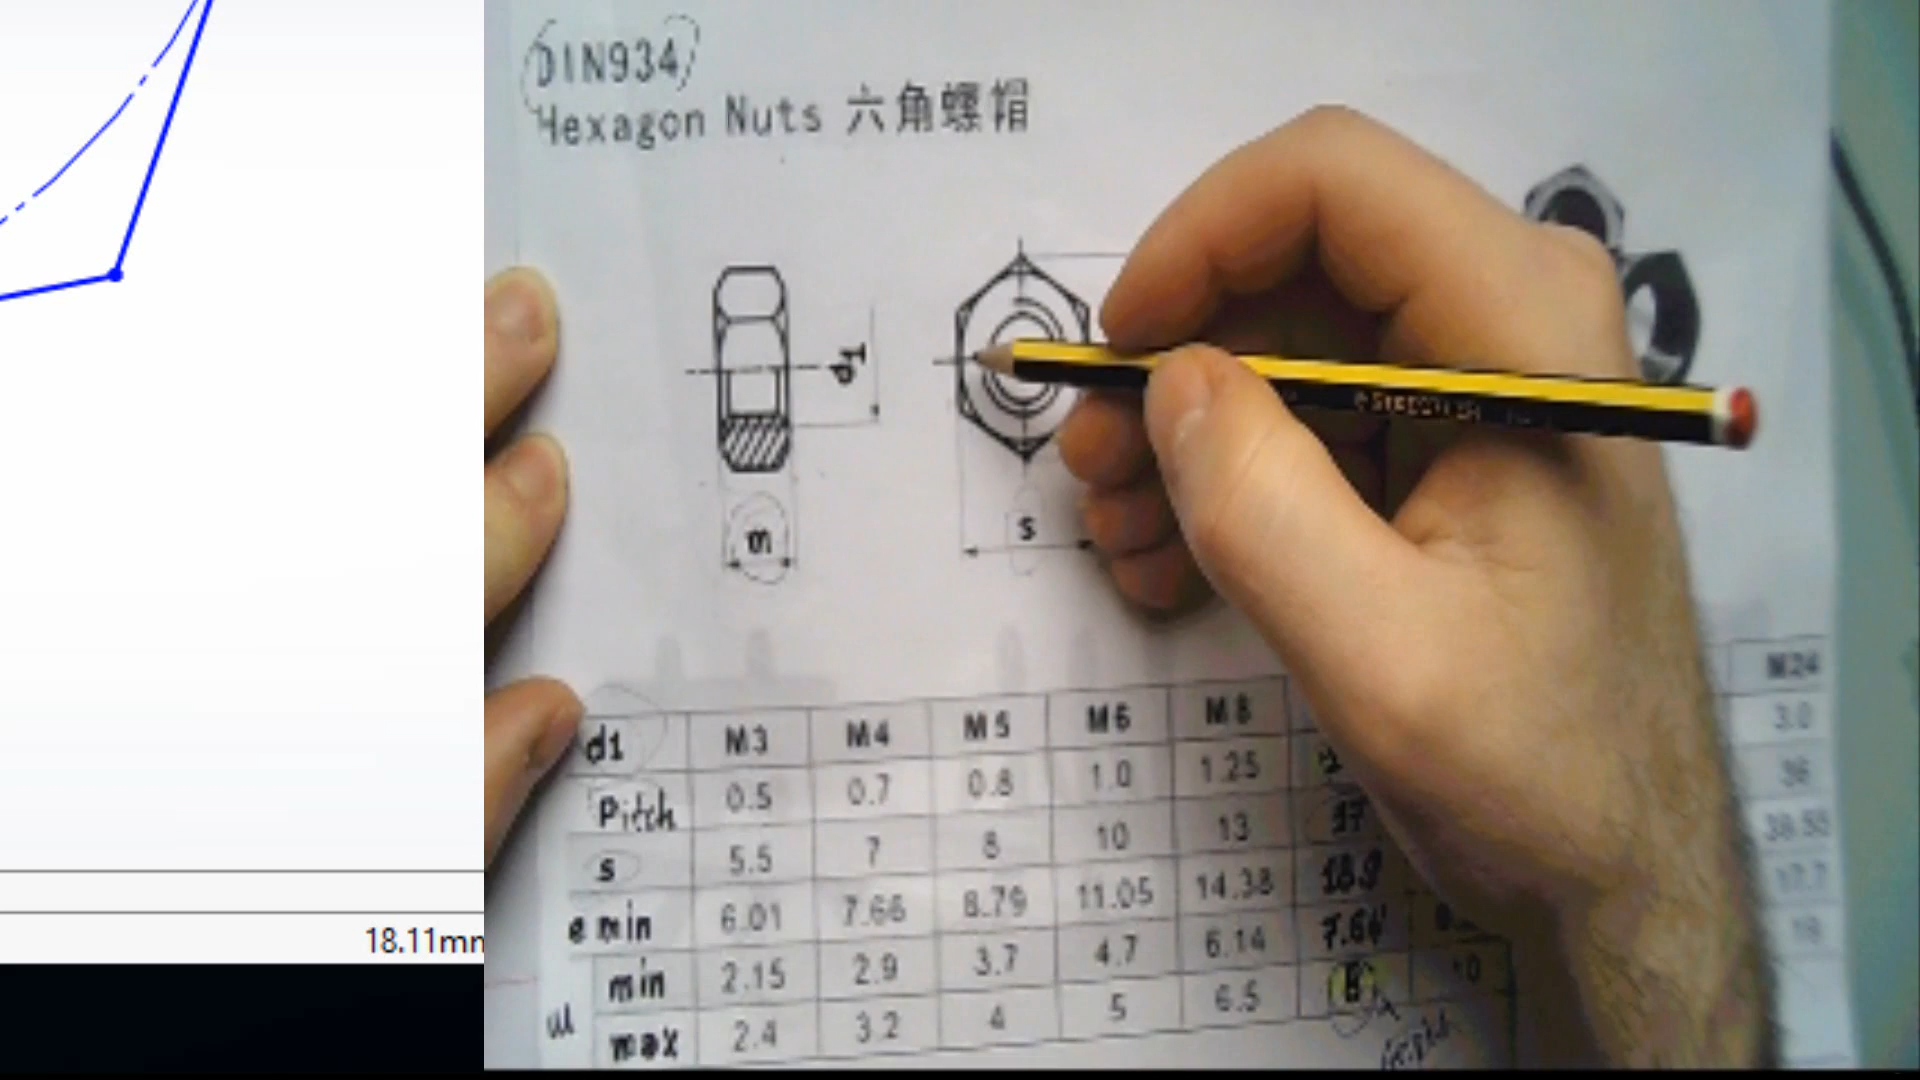 DIN934
Hexagon Nuts 六角螺帽
d1
m
s
d1 M3 M4 M5 M6 M8 M24
Pitch 0.5 0.7 0.8 1.0 1.25 3.0
s 5.5 7 8 10 13 36
e min 6.01 7.66 8.79 11.05 14.38
m
min 2.15 2.9 3.7 4.7 6.14
max 2.4 3.2 4 5 6.5 8 10
18.11mm